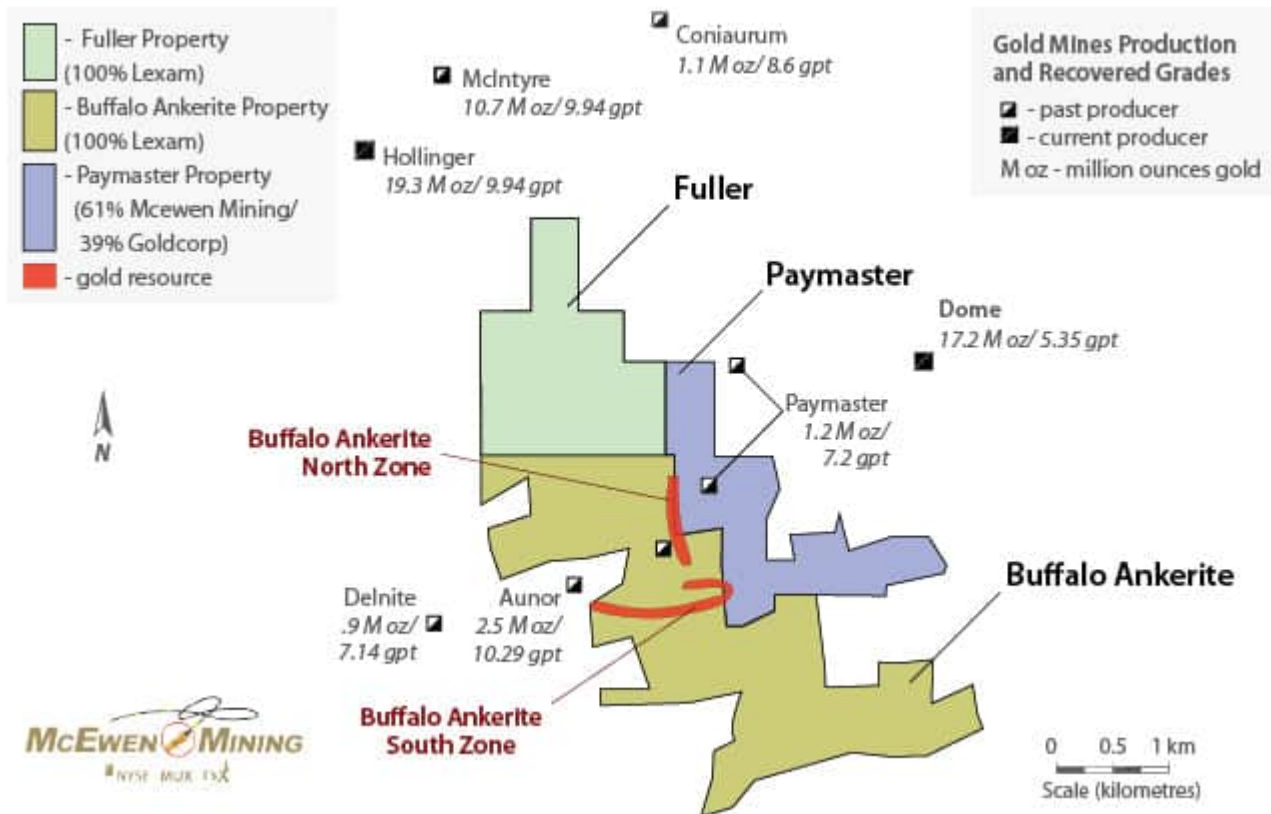 - Fuller Property
(100% Lexam)
- Buffalo Ankerite Property
(100% Lexam)
- Paymaster Property
(61% Mcewen Mining/
39% Goldcorp)
- gold resource
Coniaurum
1.1 M oz/ 8.6 gpt
McIntyre
10.7 M oz/ 9.94 gpt
Hollinger
19.3 M oz/ 9.94 gpt
Gold Mines Production
and Recovered Grades
- past producer
- current producer
M oz - million ounces gold
Fuller
Paymaster
Dome
17.2 M oz/ 5.35 gpt
N
Paymaster
1.2 M oz/
7.2 gpt
Buffalo Ankerite
North Zone
Buffalo Ankerite
Delnite
.9 M oz/
7.14 gpt
Aunor
2.5 M oz/
10.29 gpt
Buffalo Ankerite
South Zone
McEwen Mining
NYSE MUX TSX
0 0.5 1 km
Scale (kilometres)